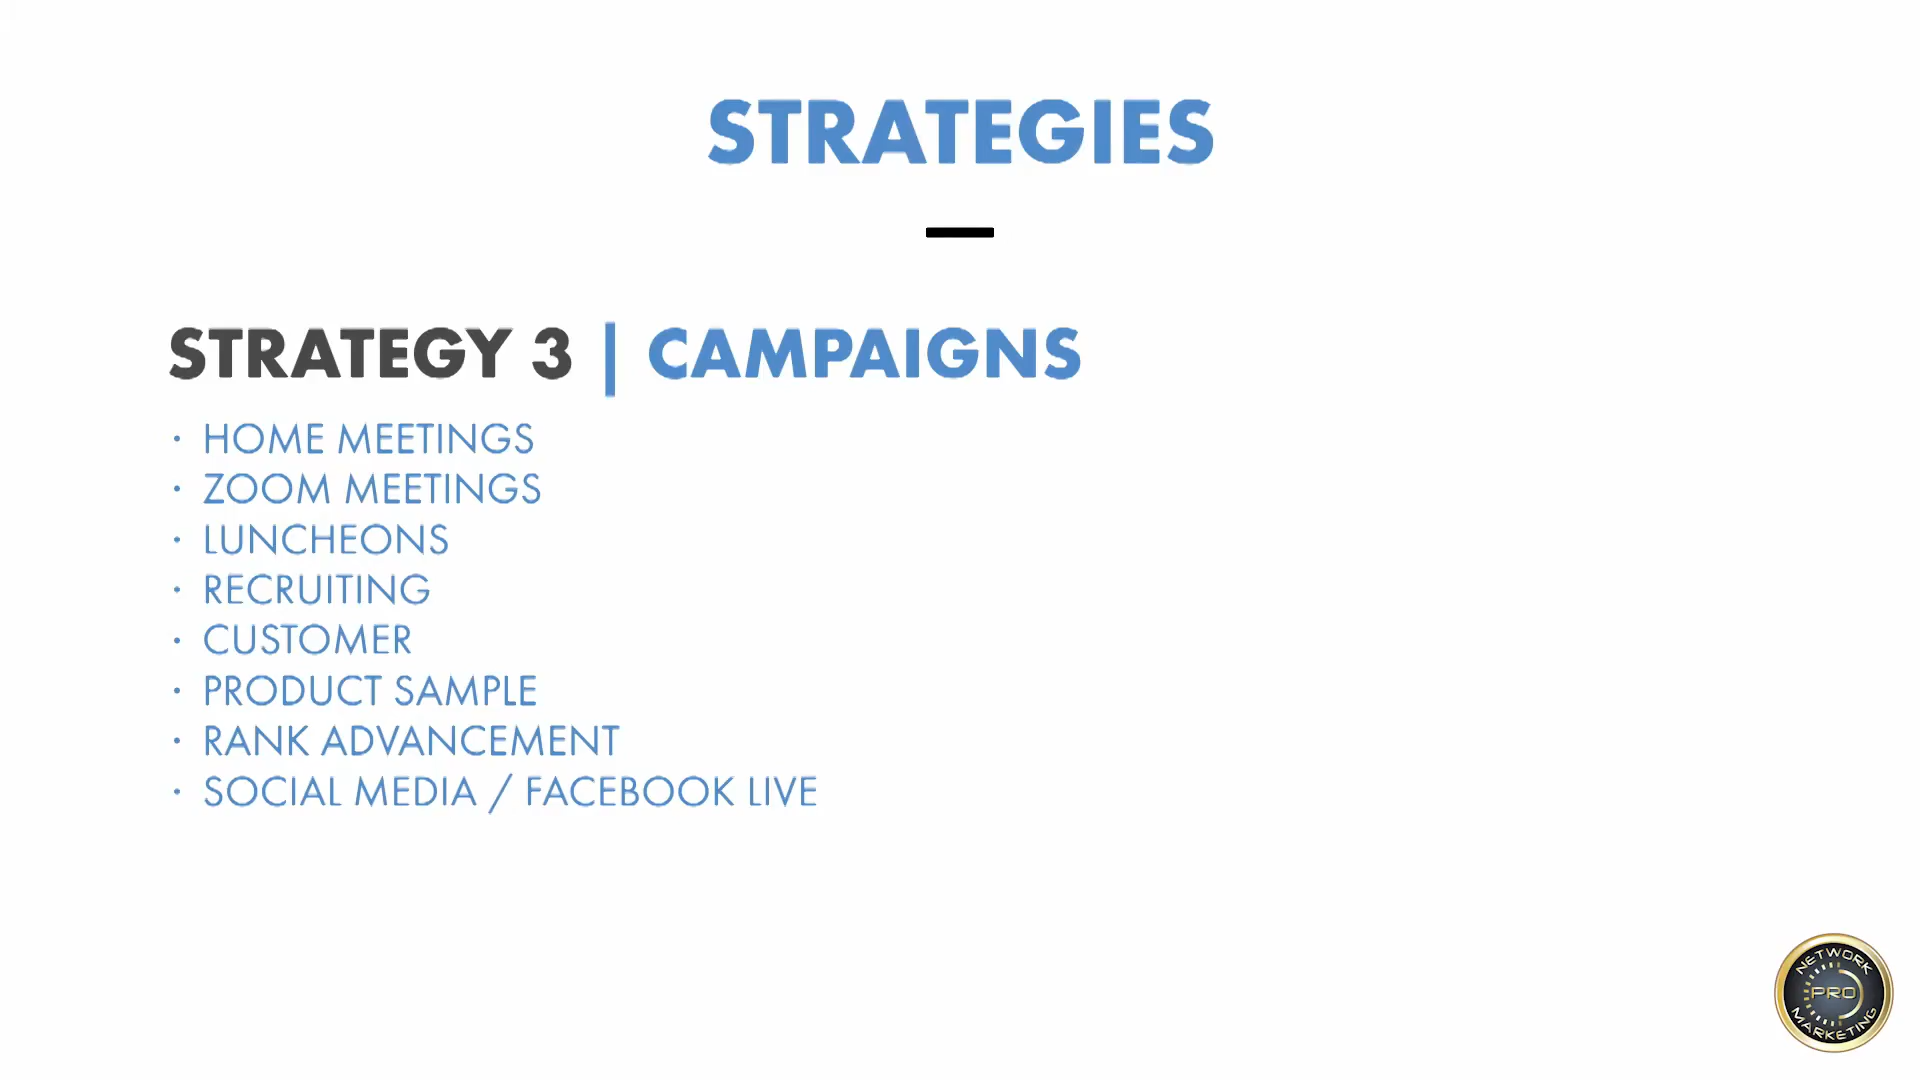 STRATEGIES
STRATEGY 3 | CAMPAIGNS
· HOME MEETINGS
· ZOOM MEETINGS
· LUNCHEONS
· RECRUITING
· CUSTOMER
· PRODUCT SAMPLE
· RANK ADVANCEMENT
· SOCIAL MEDIA / FACEBOOK LIVE
NETWORK
PRO
MARKETING